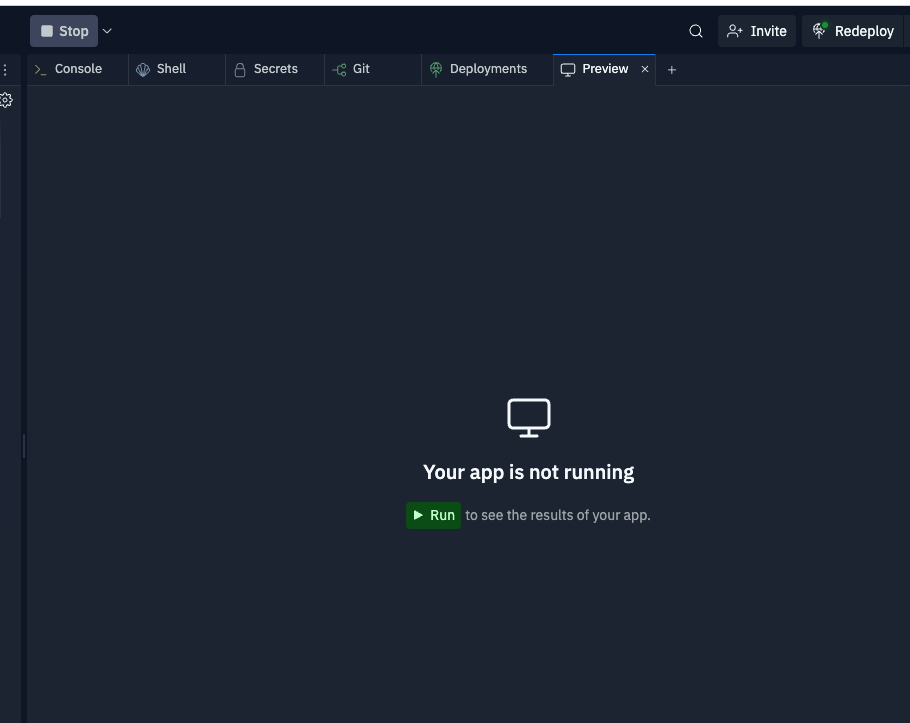 Stop
Invite
Redeploy
Console
Shell
Secrets
Git
Deployments
Preview
Your app is not running
Run to see the results of your app.